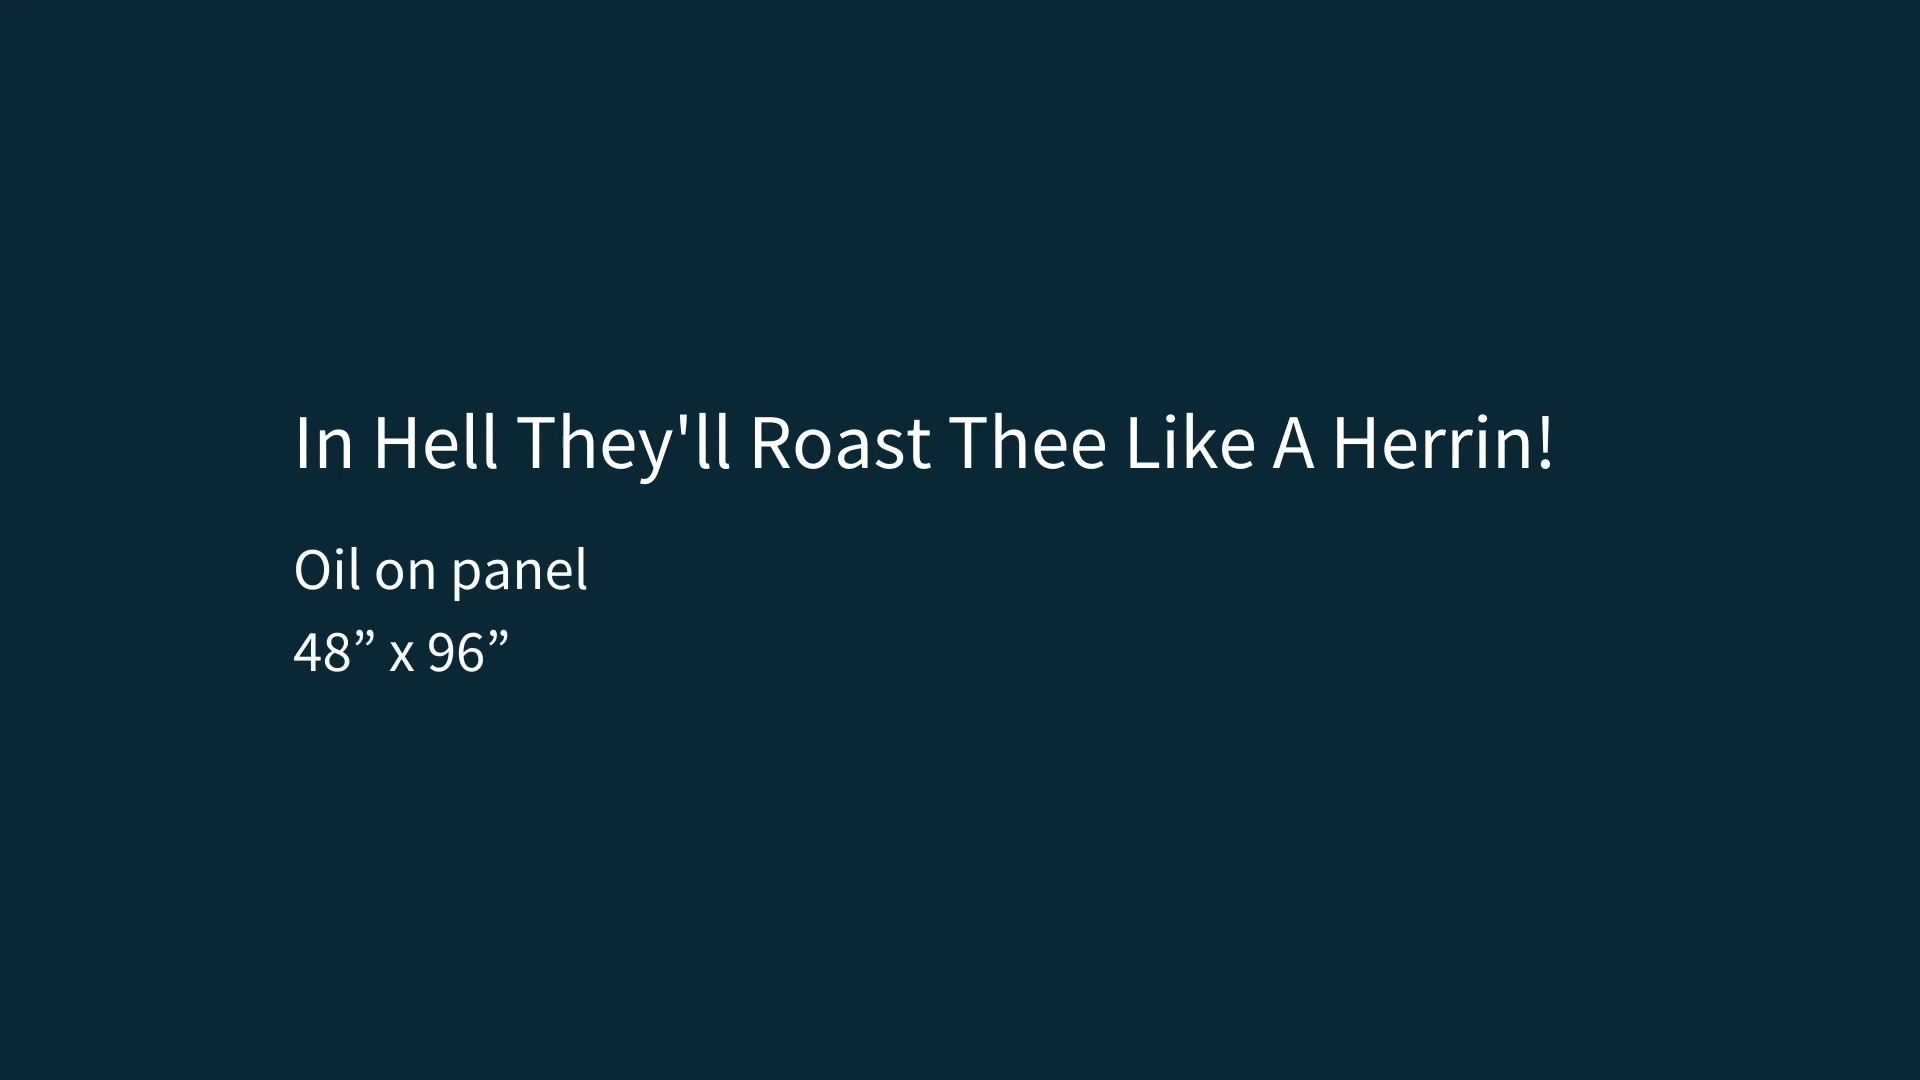 In Hell They'll Roast Thee Like A Herrin!
Oil on panel
48” x 96”